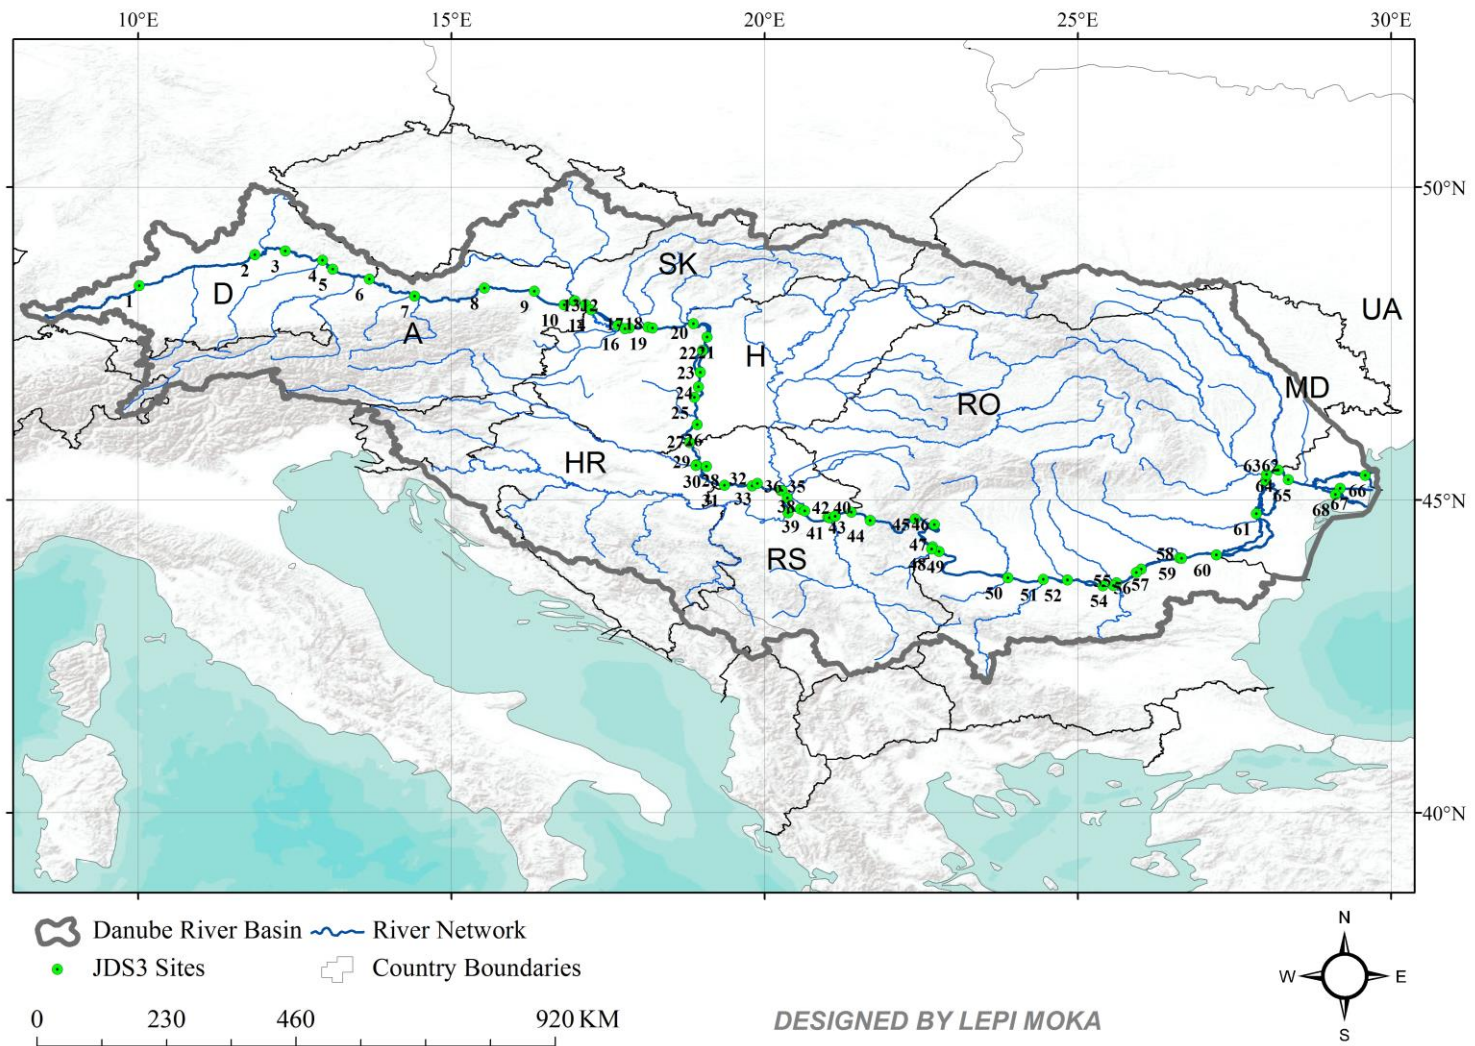 10°E 15°E 20°E 25°E 30°E
50°N
SK
UA
D
A
H
MD
RO
HR
RS
45°N
40°N
1 2 3 4 5 6 7 8 9 10 13 12 14 17 18 16 19 20
22 21 23 24 25 27 26 29 28 30 31 32 33 36 35 38 39 42 40 41 43 44
45 46 47 48 49 50 51 52 55 54 56 57 58 59 60 61
63 62 64 65 66 67 68
Danube River Basin River Network
JDS3 Sites Country Boundaries
0 230 460 920 KM
DESIGNED BY LEPI MOKA
N
W E
S